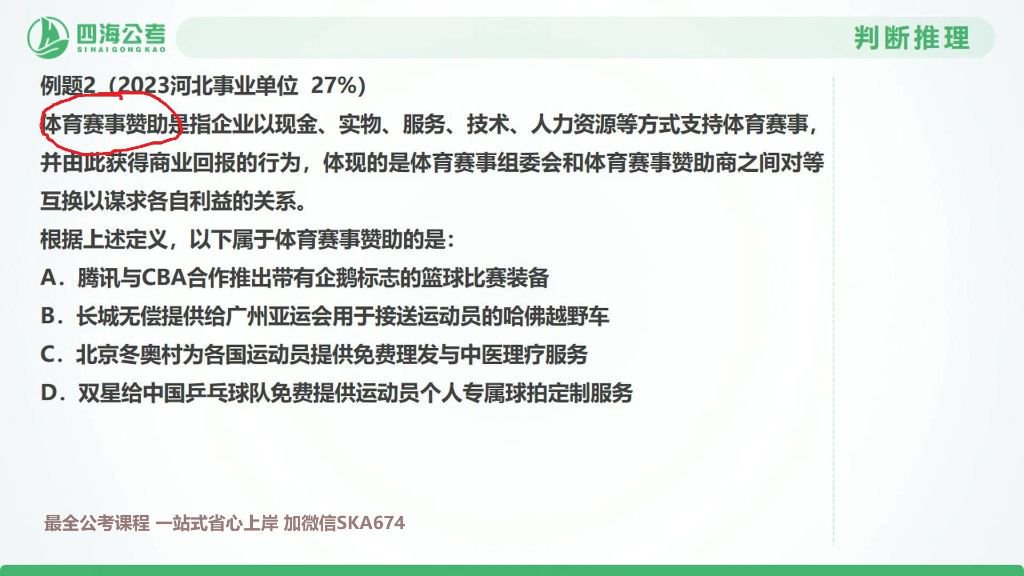 四海公考
SIHAIGONGKAO
判断推理
例题2（2023河北事业单位 27%）
体育赛事赞助是指企业以现金、实物、服务、技术、人力资源等方式支持体育赛事，
并由此获得商业回报的行为，体现的是体育赛事组委会和体育赛事赞助商之间对等
互换以谋求各自利益的关系。
根据上述定义，以下属于体育赛事赞助的是：
A．腾讯与CBA合作推出带有企鹅标志的篮球比赛装备
B．长城无偿提供给广州亚运会用于接送运动员的哈佛越野车
C．北京冬奥村为各国运动员提供免费理发与中医理疗服务
D．双星给中国乒乓球队免费提供运动员个人专属球拍定制服务
最全公考课程 一站式省心上岸 加微信SKA674